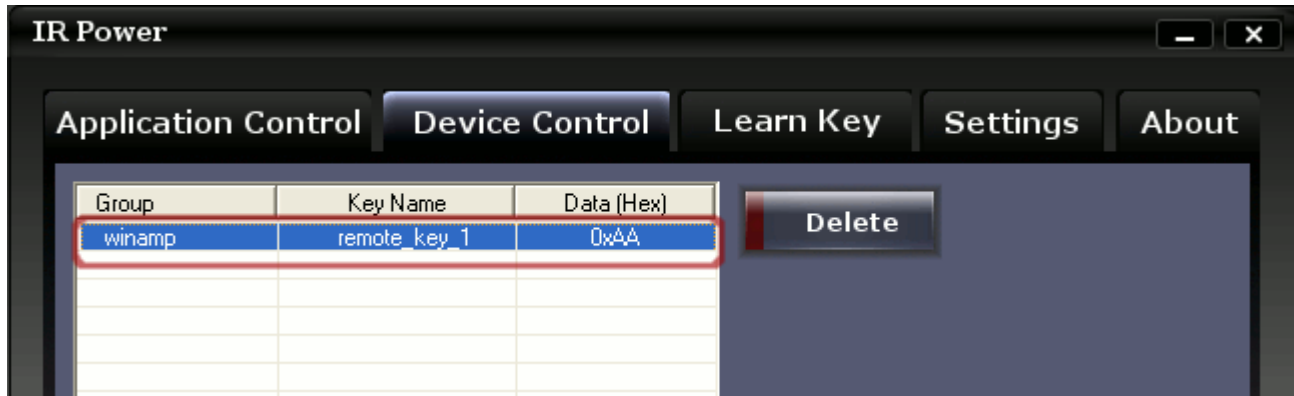 IR Power
Application Control Device Control Learn Key Settings About
Group Key Name Data (Hex)
Delete
winamp remote_key_1 0xAA